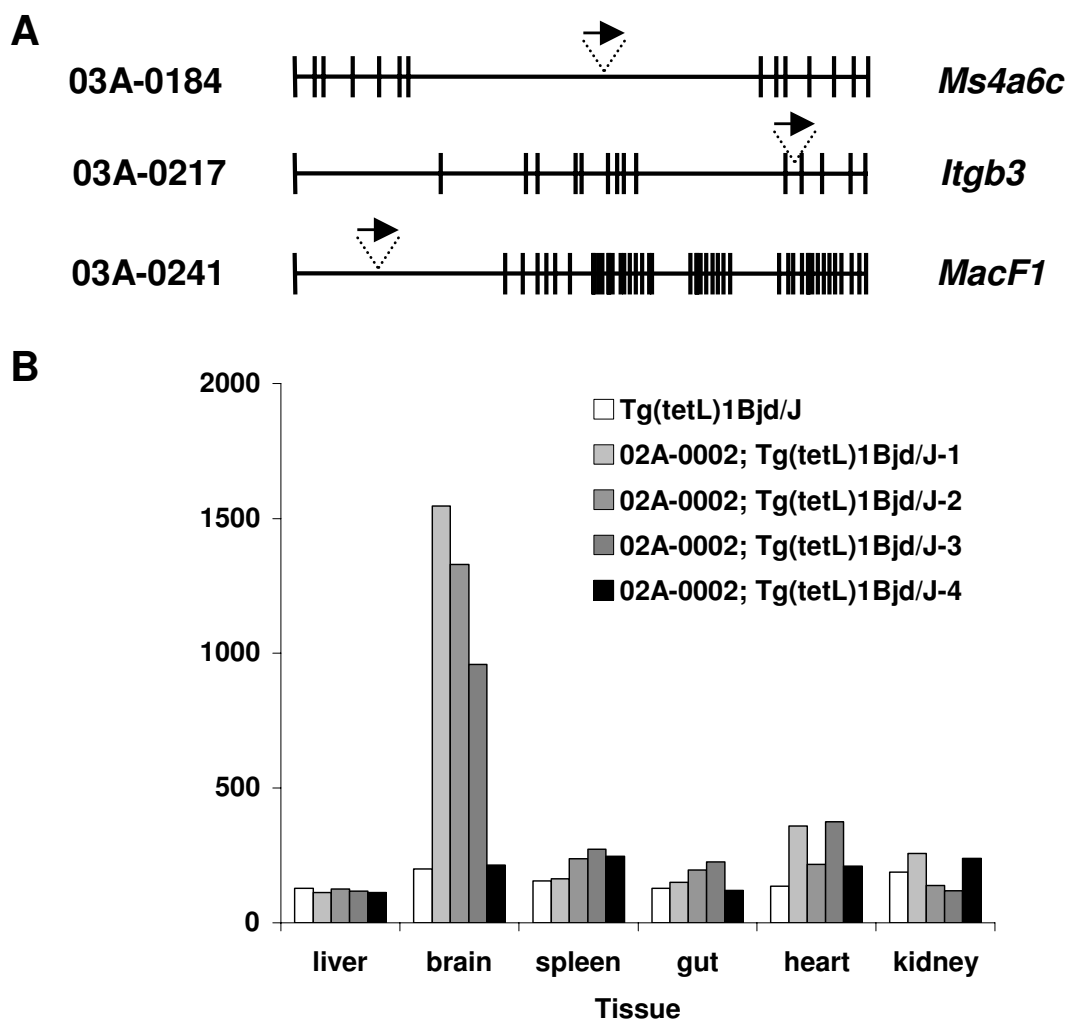 A
03A-0184 Ms4a6c
03A-0217 Itgb3
03A-0241 MacF1
B
2000
1500
1000
500
0
Tg(tetL)1Bjd/J
02A-0002; Tg(tetL)1Bjd/J-1
02A-0002; Tg(tetL)1Bjd/J-2
02A-0002; Tg(tetL)1Bjd/J-3
02A-0002; Tg(tetL)1Bjd/J-4
liver brain spleen gut heart kidney
Tissue